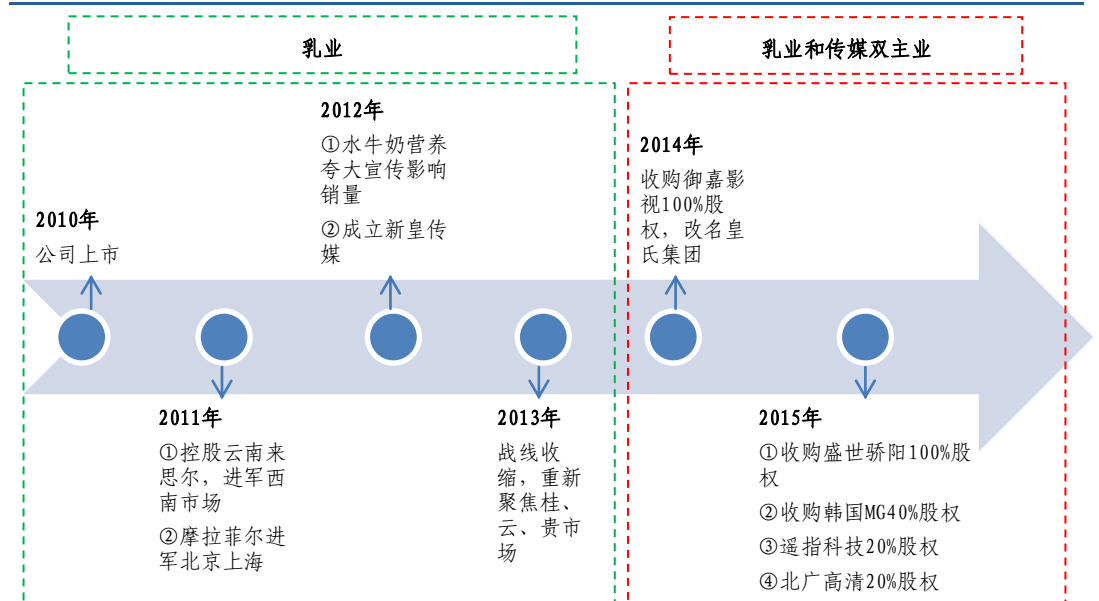 乳业
乳业和传媒双主业
2010年
公司上市
2011年
①控股云南来
思尔，进军西
南市场
②摩拉菲尔进
军北京上海
2012年
①水牛奶营养
夸大宣传影响
销量
②成立新皇传
媒
2013年
战线收
缩，重新
聚焦桂、
云、贵市
场
2014年
收购御嘉影
视100%股
权，改名皇
氏集团
2015年
①收购盛世骄阳100%股
权
②收购韩国MG40%股权
③遥指科技20%股权
④北广高清20%股权